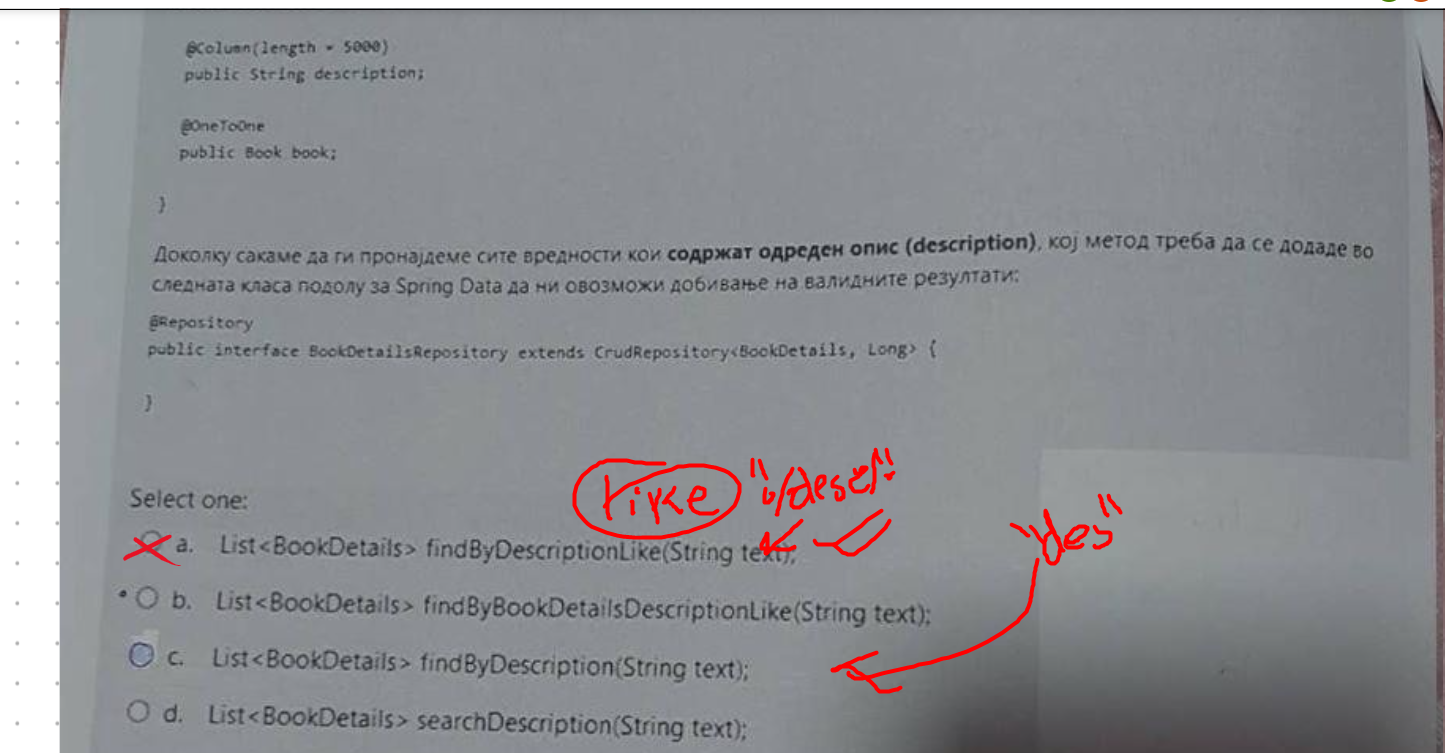 @Column(length = 5000)
public String description;
@OneToOne
public Book book;
}
Доколку сакаме да ги пронајдеме сите вредности кои содржат одреден опис (description), кој метод треба да се додаде во
следната класа подолу за Spring Data да ни овозможи добивање на валидните резултати:
@Repository
public interface BookDetailsRepository extends CrudRepository<BookDetails, Long> {
}
Select one:
a. List<BookDetails> findByDescriptionLike(String text);
"des"
b. List<BookDetails> findByBookDetailsDescriptionLike(String text);
c. List<BookDetails> findByDescription(String text);
d. List<BookDetails> searchDescription(String text);